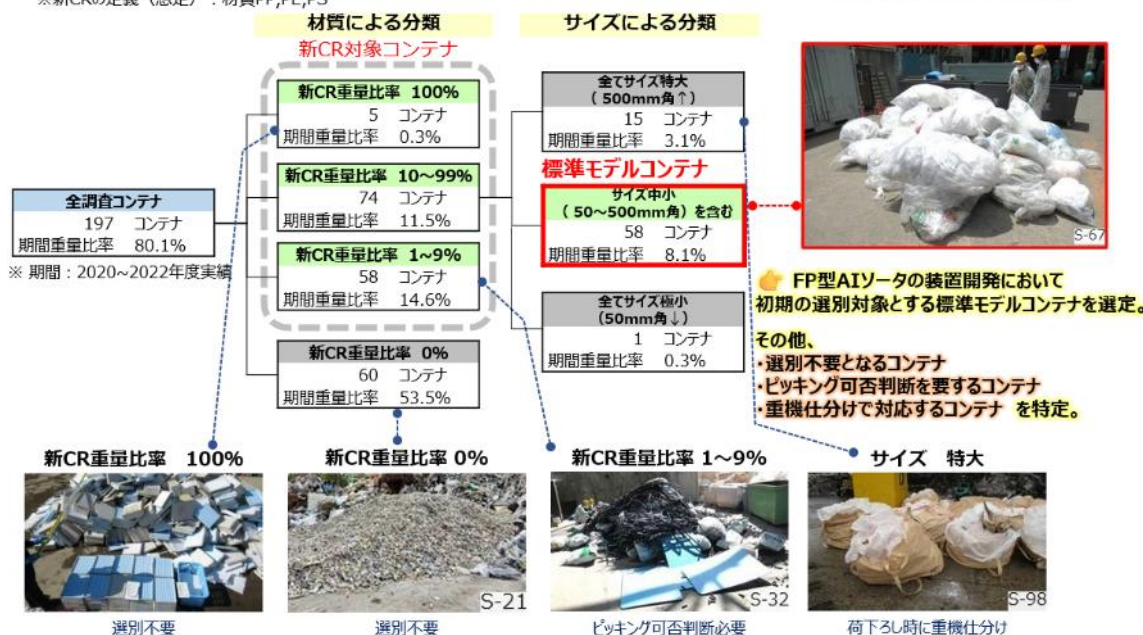 ※新CRの定義（想定）：材質PP,PE,PS
材質による分類
サイズによる分類
新CR対象コンテナ
新CR重量比率 100%
5 コンテナ
期間重量比率 0.3%
新CR重量比率 10～99%
74 コンテナ
期間重量比率 11.5%
新CR重量比率 1～9%
58 コンテナ
期間重量比率 14.6%
新CR重量比率 0%
60 コンテナ
期間重量比率 53.5%
全調査コンテナ
197 コンテナ
期間重量比率 80.1%
※ 期間：2020~2022年度実績
全てサイズ特大
（ 500mm角↑）
15 コンテナ
期間重量比率 3.1%
標準モデルコンテナ
サイズ中小
（ 50～500mm角）を含む
58 コンテナ
期間重量比率 8.1%
全てサイズ極小
（50mm角↓）
1 コンテナ
期間重量比率 0.3%
S-67
👉 FP型AIソータの装置開発において
初期の選別対象とする標準モデルコンテナを選定。
その他、
・選別不要となるコンテナ
・ピッキング可否判断を要するコンテナ
・重機仕分けで対応するコンテナ を特定。
新CR重量比率 100%
選別不要
新CR重量比率 0%
S-21
選別不要
新CR重量比率 1～9%
S-32
ピッキング可否判断必要
サイズ 特大
S-98
荷下ろし時に重機仕分け